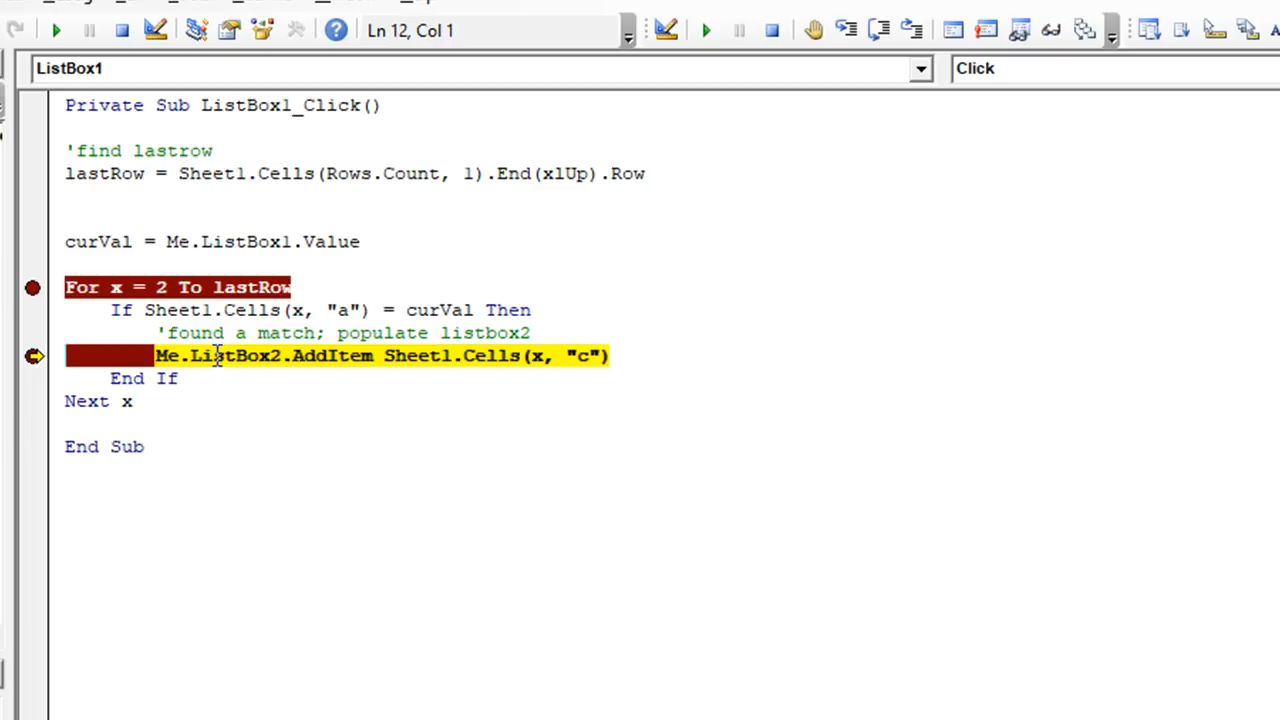 Ln 12, Col 1
ListBox1
Click
Private Sub ListBox1_Click()
'find lastrow
lastRow = Sheet1.Cells(Rows.Count, 1).End(xlUp).Row
curVal = Me.ListBox1.Value
For x = 2 To lastRow
If Sheet1.Cells(x, "a") = curVal Then
'found a match; populate listbox2
Me.ListBox2.AddItem Sheet1.Cells(x, "c")
End If
Next x
End Sub